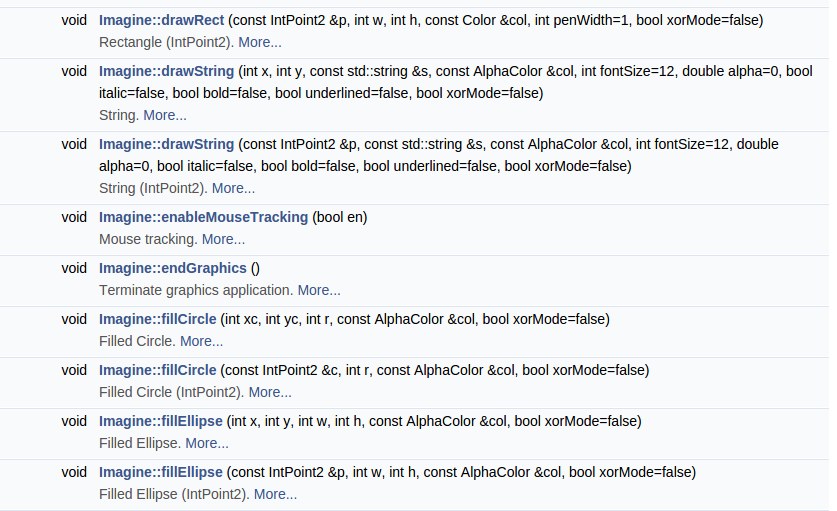 void Imagine::drawRect (const IntPoint2 &p, int w, int h, const Color &col, int penWidth=1, bool xorMode=false)
Rectangle (IntPoint2). More...
void Imagine::drawString (int x, int y, const std::string &s, const AlphaColor &col, int fontSize=12, double alpha=0, bool
italic=false, bool bold=false, bool underlined=false, bool xorMode=false)
String. More...
void Imagine::drawString (const IntPoint2 &p, const std::string &s, const AlphaColor &col, int fontSize=12, double
alpha=0, bool italic=false, bool bold=false, bool underlined=false, bool xorMode=false)
String (IntPoint2). More...
void Imagine::enableMouseTracking (bool en)
Mouse tracking. More...
void Imagine::endGraphics ()
Terminate graphics application. More...
void Imagine::fillCircle (int xc, int yc, int r, const AlphaColor &col, bool xorMode=false)
Filled Circle. More...
void Imagine::fillCircle (const IntPoint2 &c, int r, const AlphaColor &col, bool xorMode=false)
Filled Circle (IntPoint2). More...
void Imagine::fillEllipse (int x, int y, int w, int h, const AlphaColor &col, bool xorMode=false)
Filled Ellipse. More...
void Imagine::fillEllipse (const IntPoint2 &p, int w, int h, const AlphaColor &col, bool xorMode=false)
Filled Ellipse (IntPoint2). More...